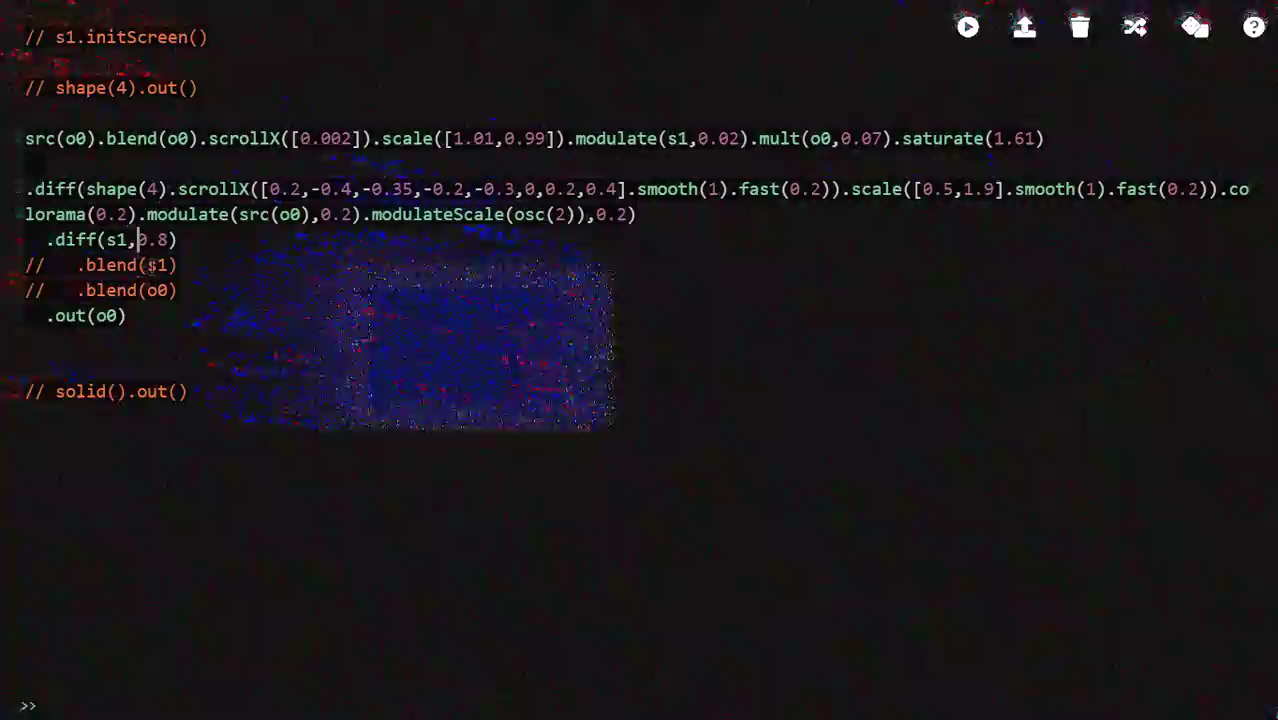 // s1.initScreen()
// shape(4).out()
src(o0).blend(o0).scrollX([0.002]).scale([1.01,0.99]).modulate(s1,0.02).mult(o0,0.07).saturate(1.61)
.diff(shape(4).scrollX([0.2,-0.4,-0.35,-0.2,-0.3,0,0.2,0.4].smooth(1).fast(0.2)).scale([0.5,1.9].smooth(1).fast(0.2)).co
lorama(0.2).modulate(src(o0),0.2).modulateScale(osc(2)),0.2)
.diff(s1,0.8)
// .blend(s1)
// .blend(o0)
.out(o0)
// solid().out()
>>